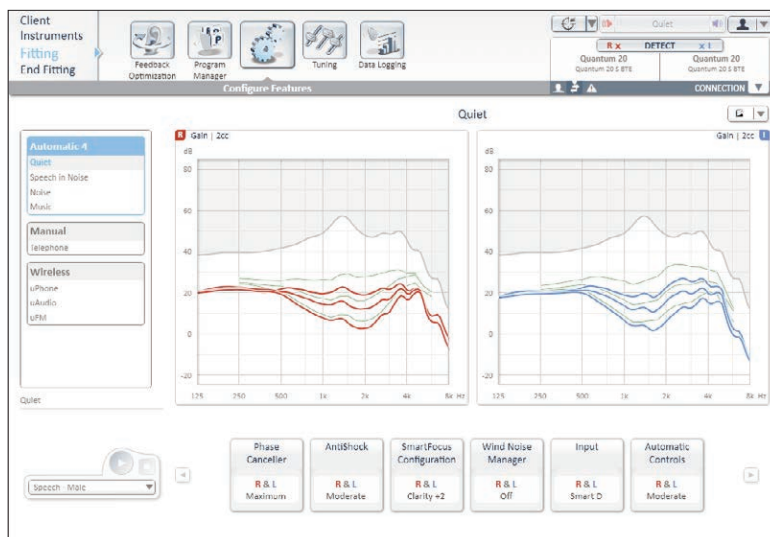 Client
Instruments
Fitting
End Fitting
Feedback
Optimization
Program
Manager
Tuning
Data Logging
Configure Features
Quiet
R x DETECT x L
Quantum 20
Quantum 20 S BTE
Quantum 20
Quantum 20 S BTE
CONNECTION
Quiet
Automatic 4
Quiet
Speech in Noise
Noise
Music
Manual
Telephone
Wireless
uPhone
uAudio
uFM
Quiet
R Gain | 2cc
dB
80
60
40
20
0
-20
125 250 500 1k 2k 4k 8k Hz
Gain | 2cc L
dB
80
60
40
20
0
-20
125 250 500 1k 2k 4k 8k Hz
Speech - Male
Phase
Canceller
R & L
Maximum
AntiShock
R & L
Moderate
SmartFocus
Configuration
R & L
Clarity +2
Wind Noise
Manager
R & L
Off
Input
R & L
Smart D
Automatic
Controls
R & L
Moderate